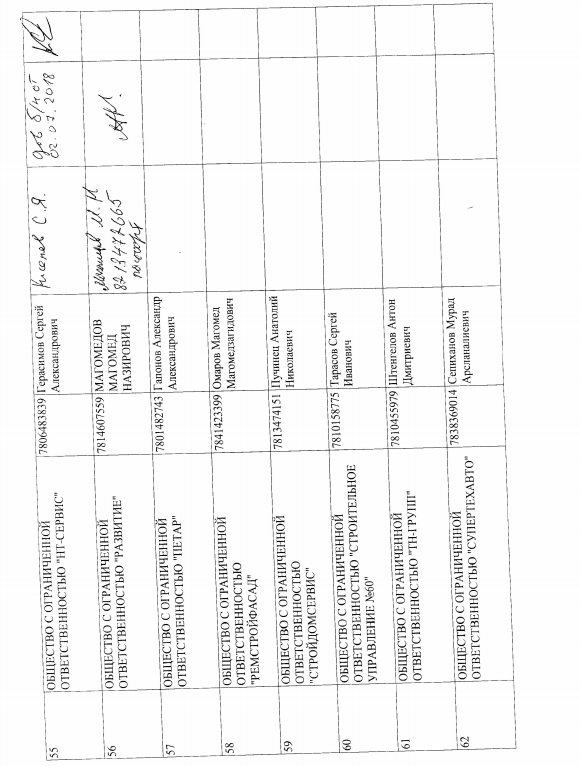 55
ОБЩЕСТВО С ОГРАНИЧЕННОЙ
ОТВЕТСТВЕННОСТЬЮ "НТ-СЕРВИС"
7806483839
Герасимов Сергей
Александрович
С.Я.
дов б/н от
02.07.2018
56
ОБЩЕСТВО С ОГРАНИЧЕННОЙ
ОТВЕТСТВЕННОСТЬЮ "РАЗВИТИЕ"
7814607559
МАГОМЕДОВ
МАГОМЕД
НАЗИРОВИЧ
8213472665
паспорт
57
ОБЩЕСТВО С ОГРАНИЧЕННОЙ
ОТВЕТСТВЕННОСТЬЮ "ПЕТАР"
7801482743
Гапонов Александр
Александрович
58
ОБЩЕСТВО С ОГРАНИЧЕННОЙ
ОТВЕТСТВЕННОСТЬЮ
"РЕМСТРОЙФАСАД"
7841423399
Омаров Магомед
Магомедзагидович
59
ОБЩЕСТВО С ОГРАНИЧЕННОЙ
ОТВЕТСТВЕННОСТЬЮ
"СТРОЙДОМСЕРВИС"
7813474151
Пучинец Анатолий
Николаевич
60
ОБЩЕСТВО С ОГРАНИЧЕННОЙ
ОТВЕТСТВЕННОСТЬЮ "СТРОИТЕЛЬНОЕ
УПРАВЛЕНИЕ №60"
7810158775
Тарасов Сергей
Иванович
61
ОБЩЕСТВО С ОГРАНИЧЕННОЙ
ОТВЕТСТВЕННОСТЬЮ "ТН-ГРУПП"
7810455979
Штенгелов Антон
Дмитриевич
62
ОБЩЕСТВО С ОГРАНИЧЕННОЙ
ОТВЕТСТВЕННОСТЬЮ "СУПЕРТЕХАВТО"
7838369014
Сепиханов Мурад
Арсланалиевич